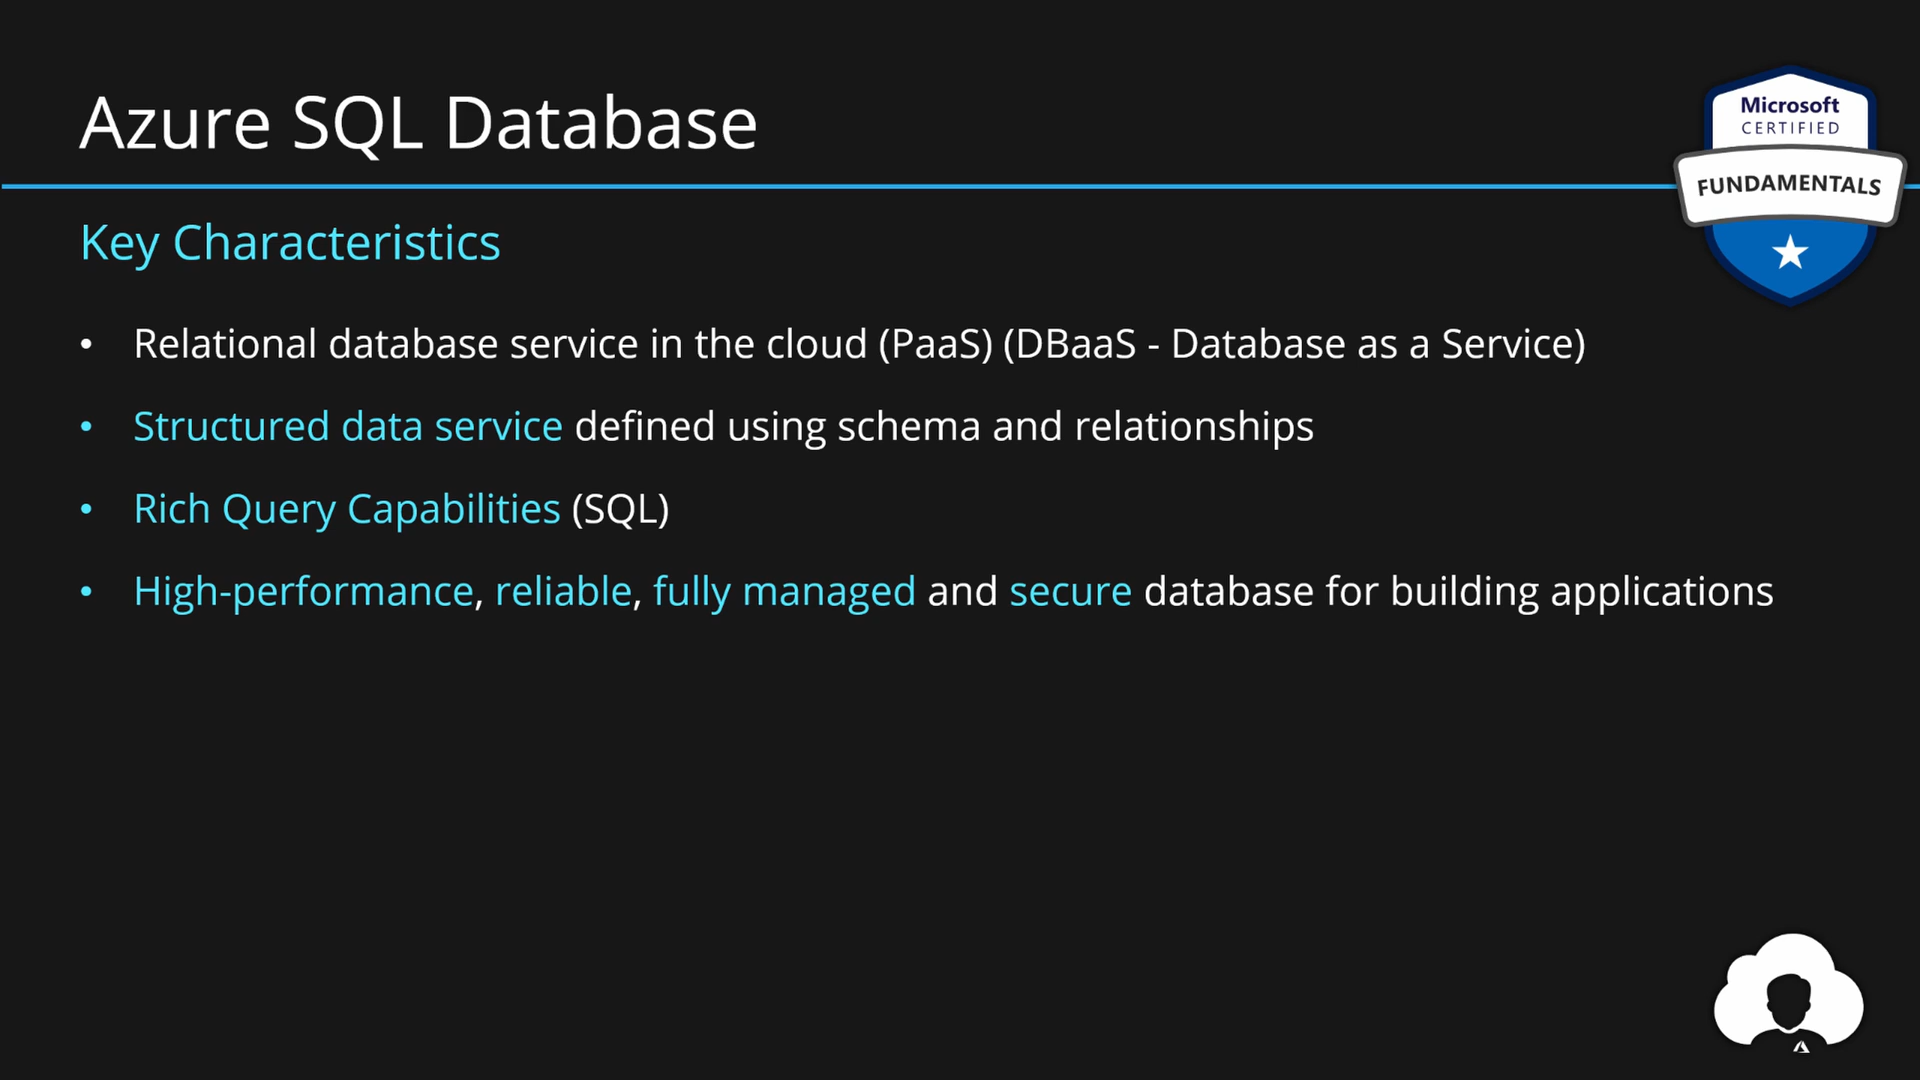 Azure SQL Database
Microsoft
CERTIFIED
FUNDAMENTALS
Key Characteristics
• Relational database service in the cloud (PaaS) (DBaaS - Database as a Service)
• Structured data service defined using schema and relationships
• Rich Query Capabilities (SQL)
• High-performance, reliable, fully managed and secure database for building applications